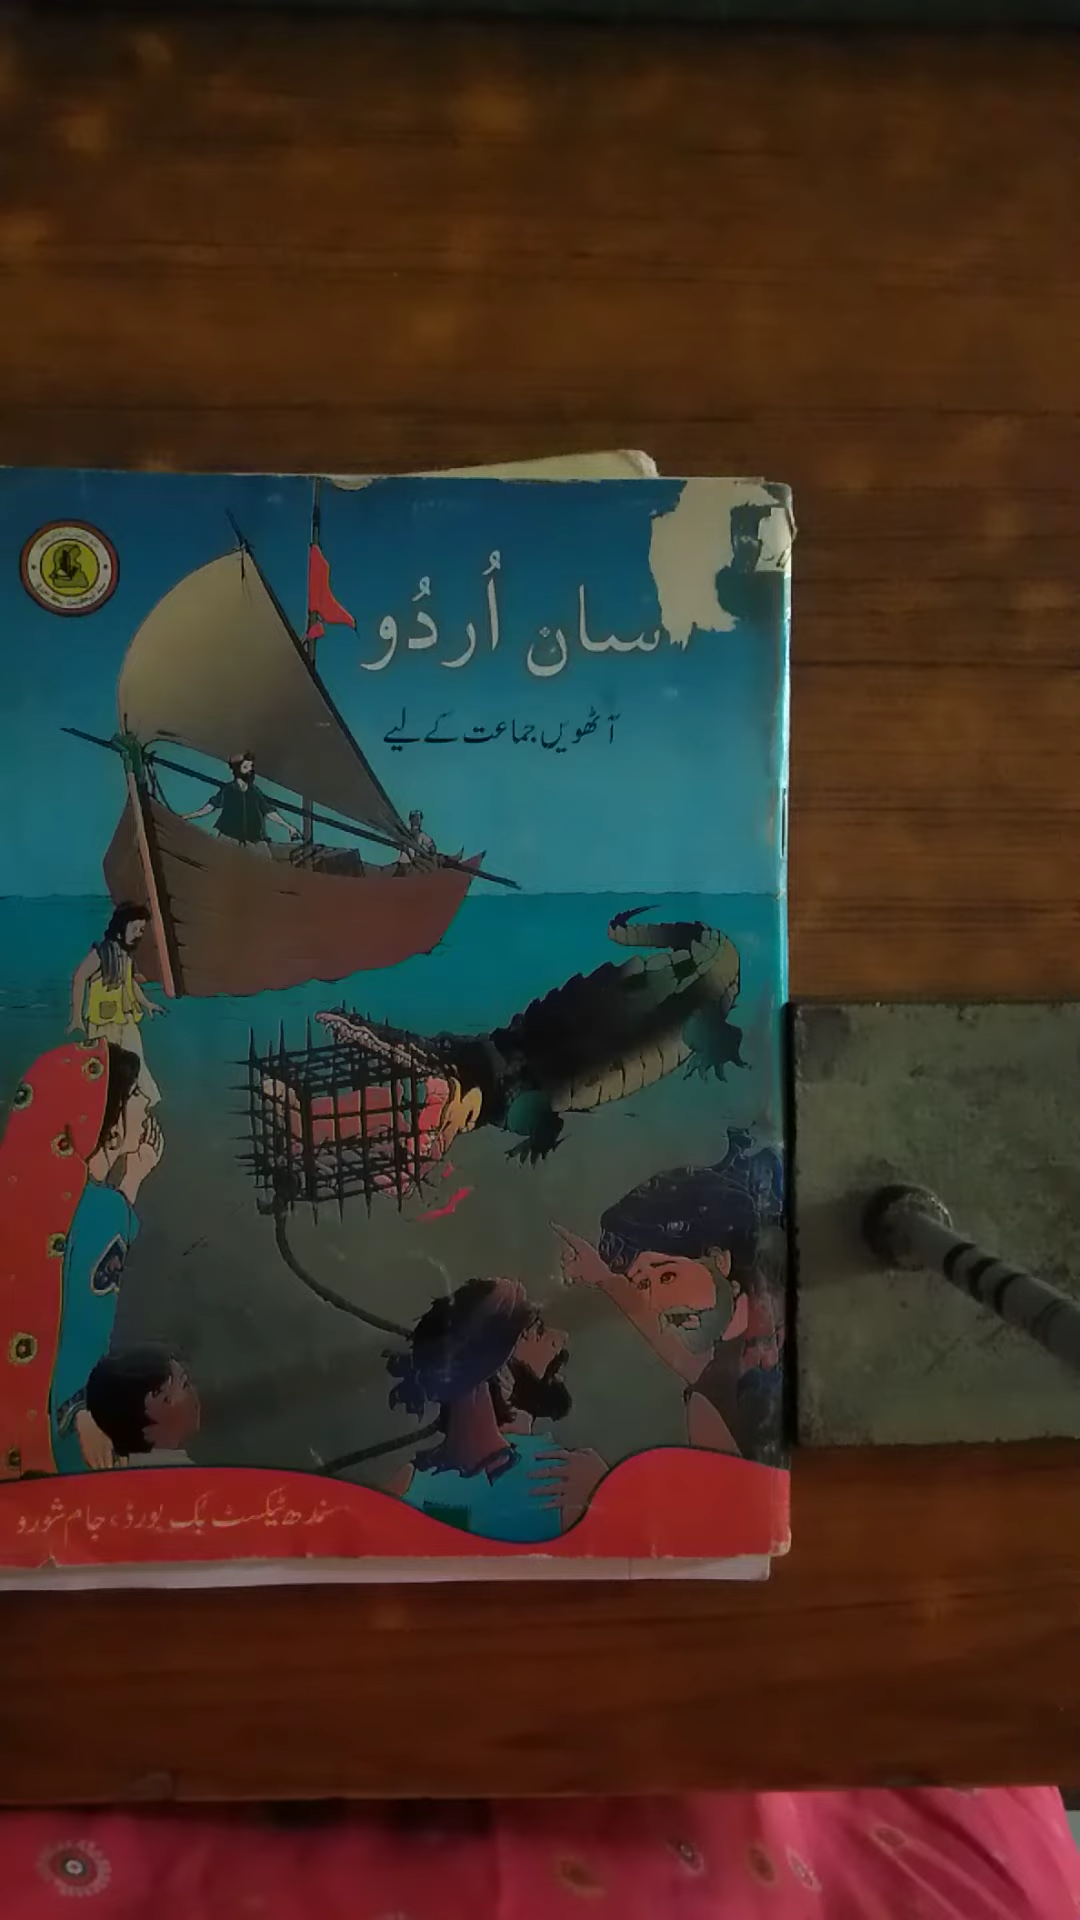 سان اُردُو
آٹھویں جماعت کے لیے
سندھ ٹیکسٹ بک بورڈ، جام شورو